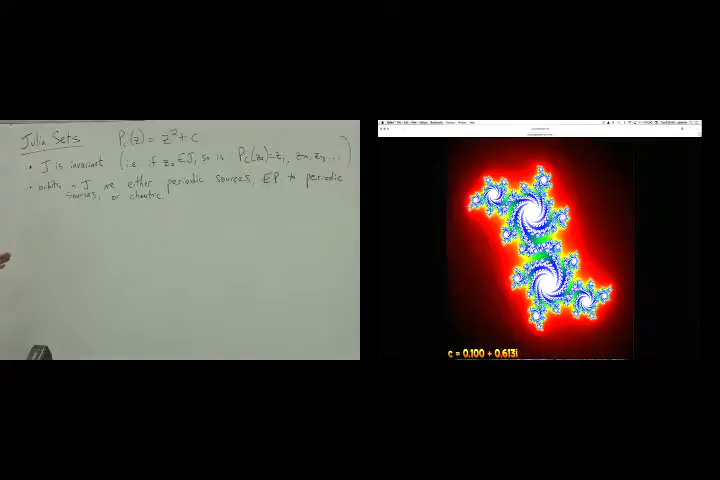 Julia Sets P_c(z) = z² + c
• J is invariant (i.e. if z₀ ∈ J, so is P_c(z₀) = z₁, z₂, z₃, ...)
• orbits in J are either periodic sources, EP to periodic
sources, or chaotic.
c = 0.100 + 0.613i